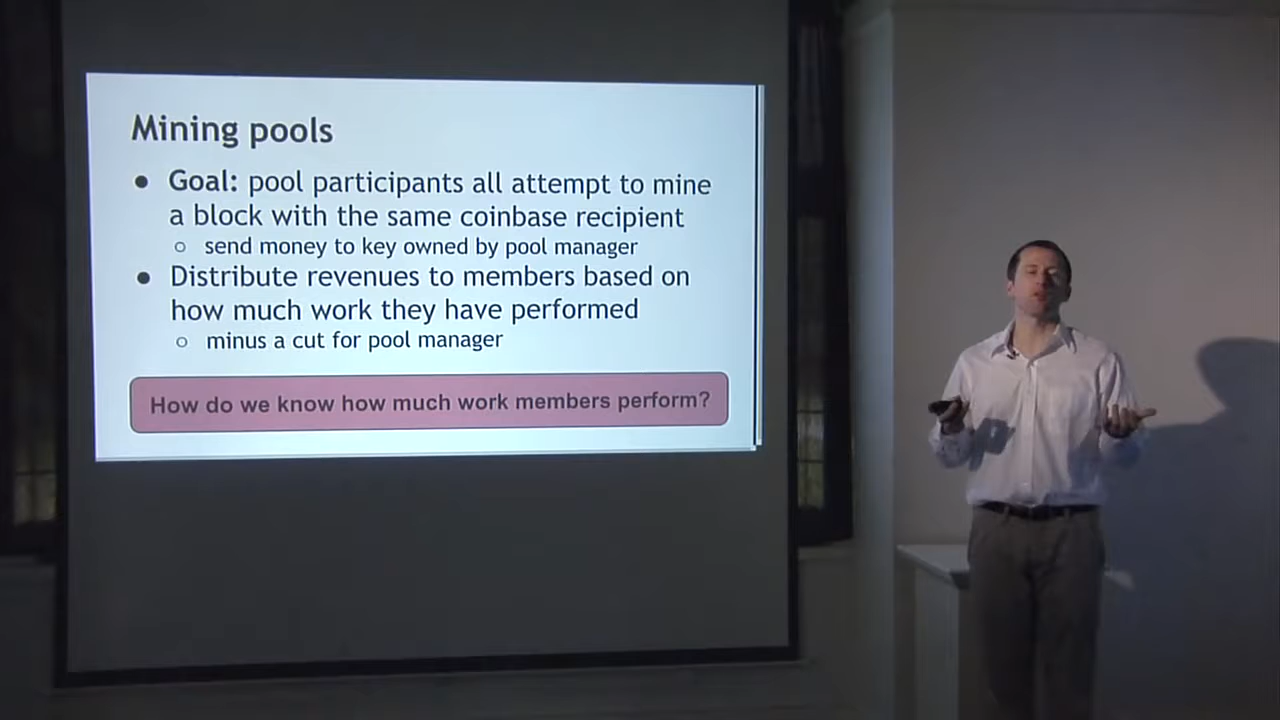 Mining pools
● Goal: pool participants all attempt to mine
a block with the same coinbase recipient
○ send money to key owned by pool manager
● Distribute revenues to members based on
how much work they have performed
○ minus a cut for pool manager
How do we know how much work members perform?